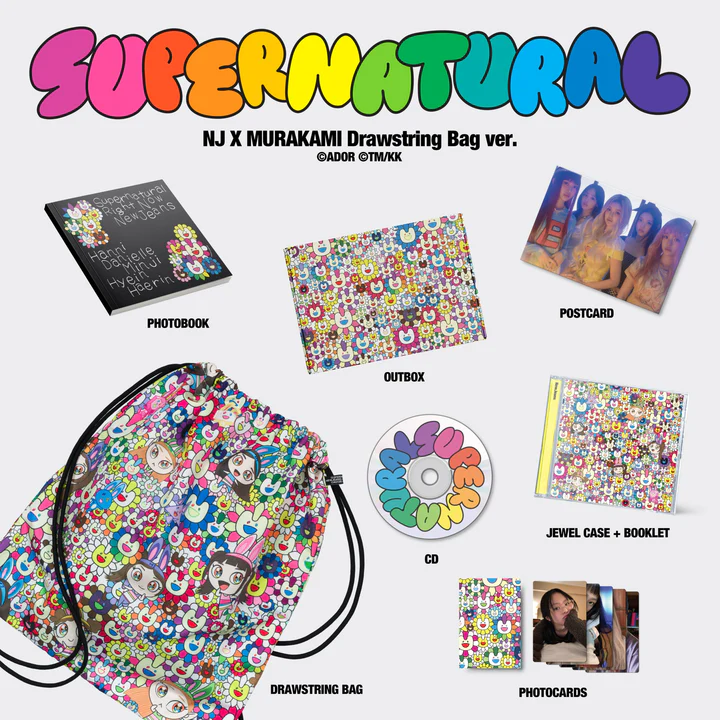 SUPERNATURAL
NJ X MURAKAMI Drawstring Bag ver.
©ADOR ©TM/KK
Supernatural
Right Now
NewJeans
Hanni
Danielle
Minji
Hyein
Haerin
PHOTOBOOK
OUTBOX
POSTCARD
SUPERNATURAL
CD
JEWEL CASE + BOOKLET
DRAWSTRING BAG
PHOTOCARDS